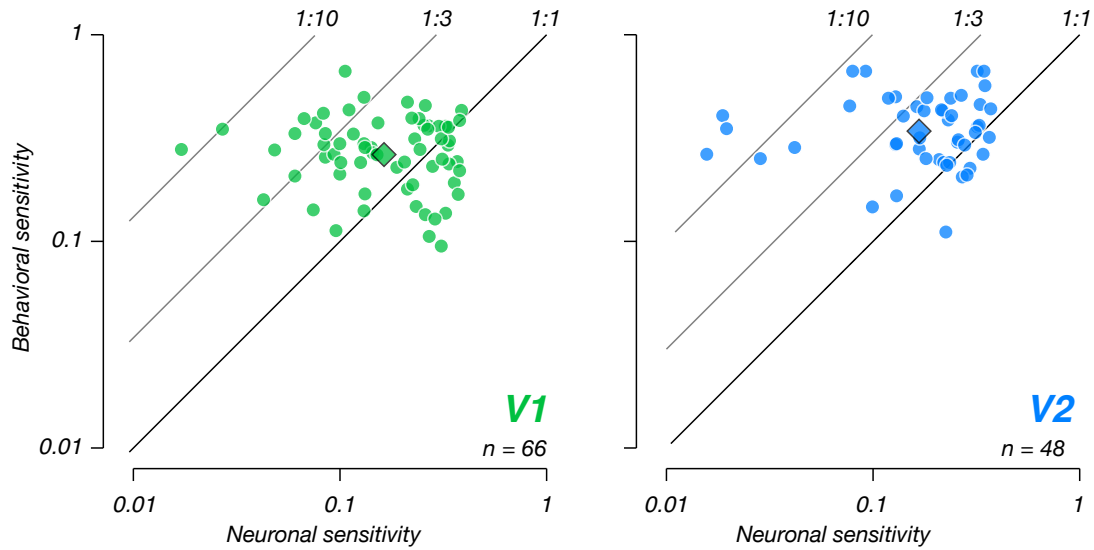 1:10 1:3 1:1
1:10 1:3 1:1
1
0.1
0.01
Behavioral sensitivity
V1
n = 66
V2
n = 48
0.01 0.1 1
0.01 0.1 1
Neuronal sensitivity
Neuronal sensitivity